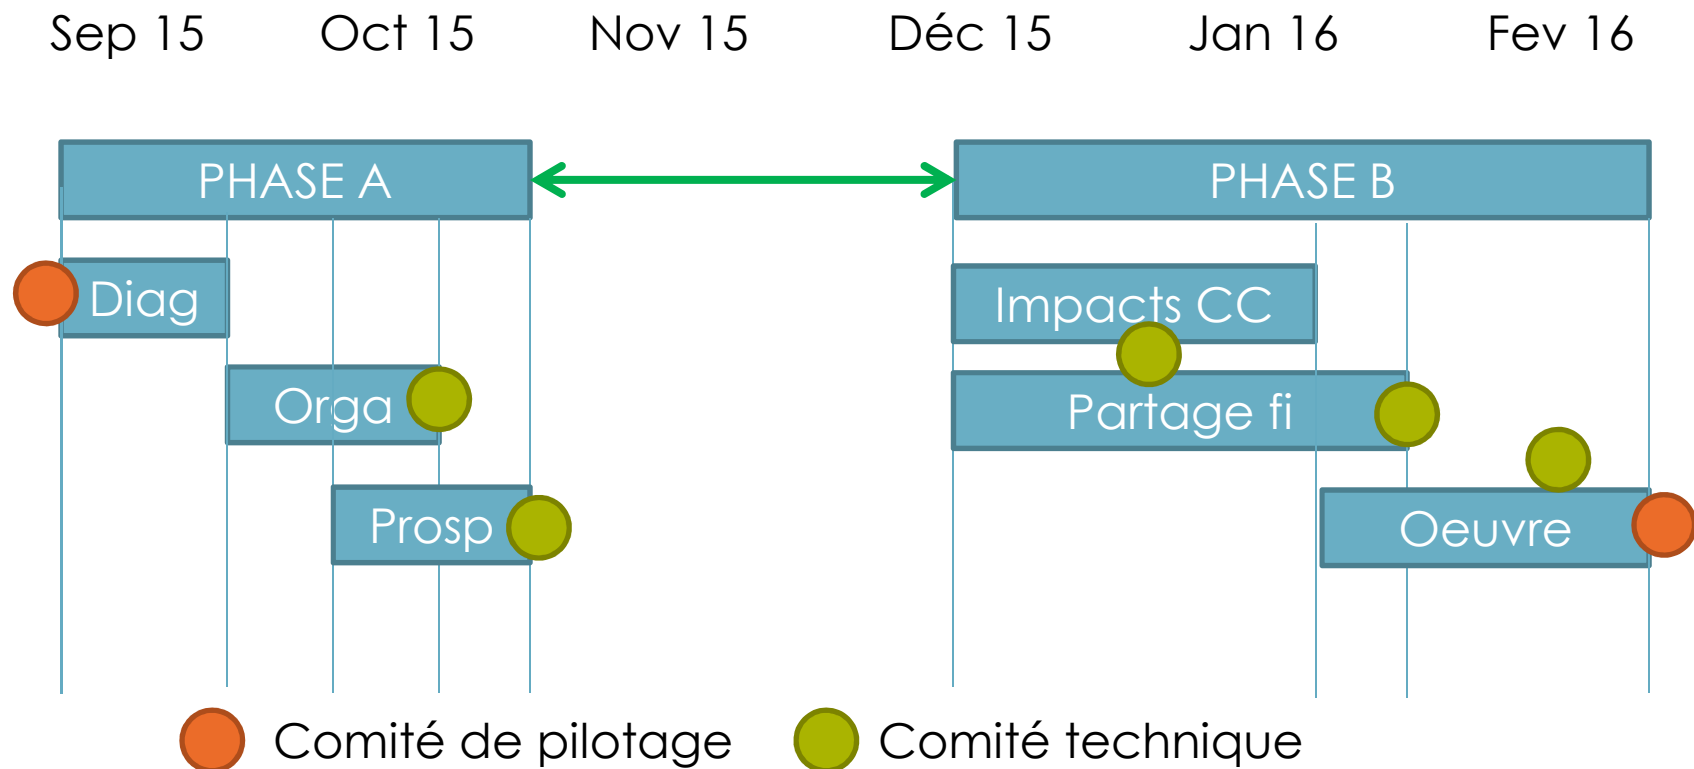 Sep 15 Oct 15 Nov 15 Déc 15 Jan 16 Fev 16
PHASE A PHASE B
Diag Impacts CC
Orga Partage fi
Prosp Oeuvre
Comité de pilotage Comité technique